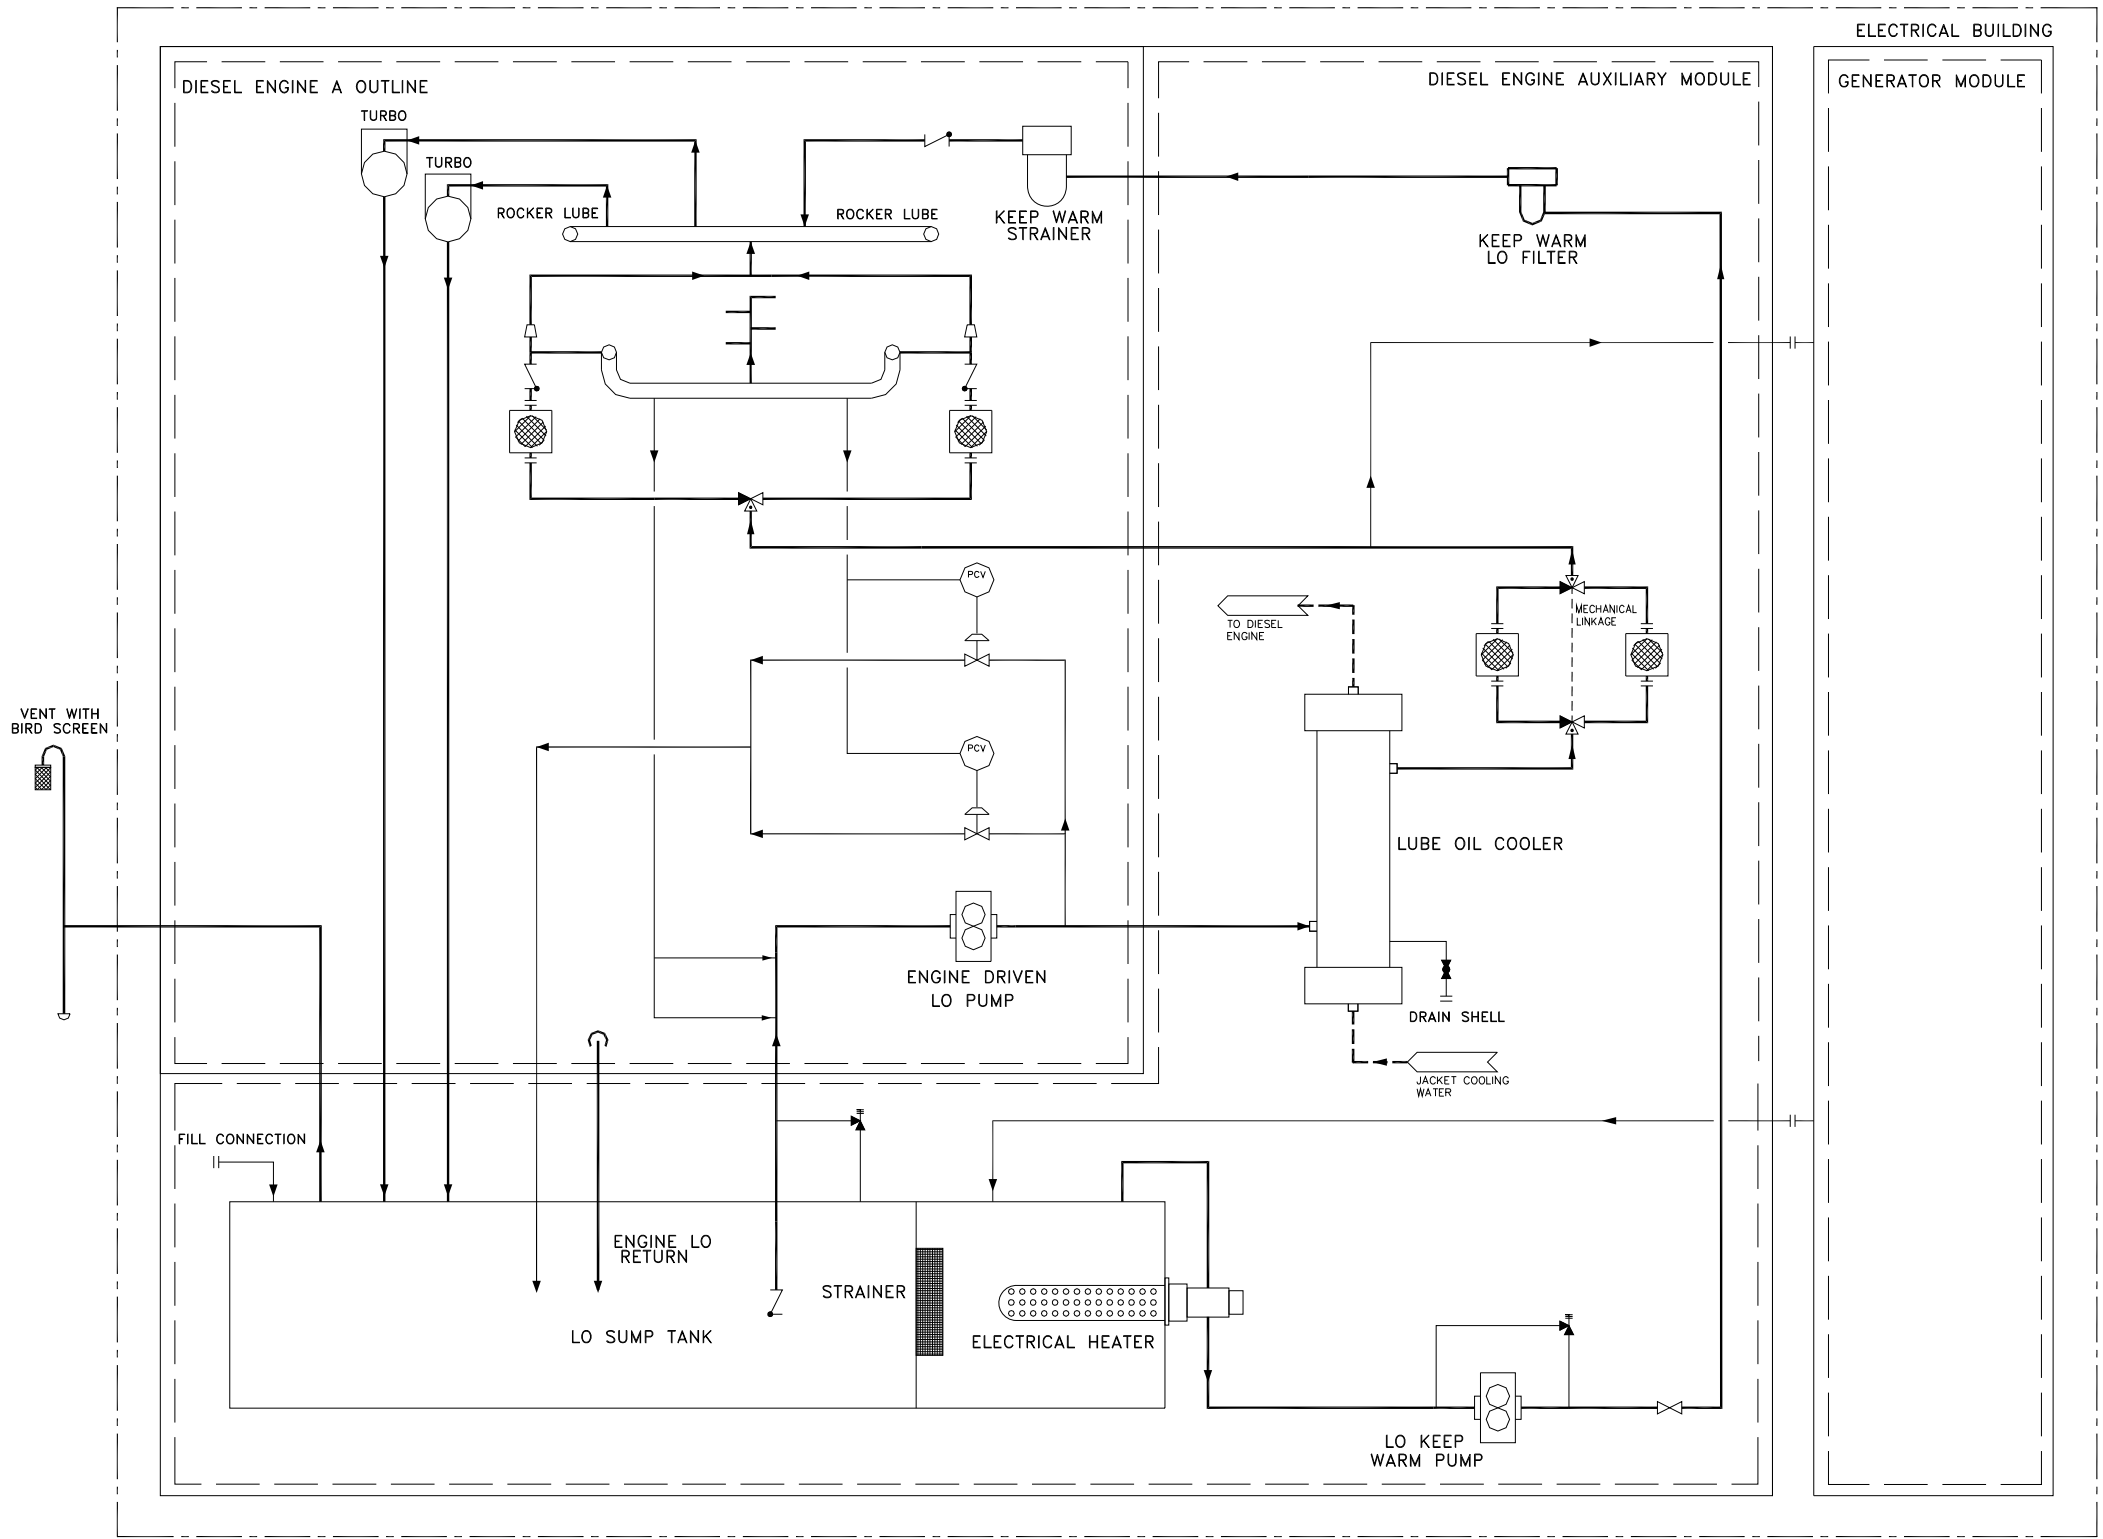 ELECTRICAL BUILDING
DIESEL ENGINE A OUTLINE
DIESEL ENGINE AUXILIARY MODULE
GENERATOR MODULE
TURBO
TURBO
ROCKER LUBE
ROCKER LUBE
KEEP WARM
STRAINER
KEEP WARM
LO FILTER
PCV
MECHANICAL
LINKAGE
TO DIESEL
ENGINE
VENT WITH
BIRD SCREEN
PCV
LUBE OIL COOLER
ENGINE DRIVEN
LO PUMP
DRAIN SHELL
JACKET COOLING
WATER
FILL CONNECTION
ENGINE LO
RETURN
STRAINER
LO SUMP TANK
ELECTRICAL HEATER
LO KEEP
WARM PUMP